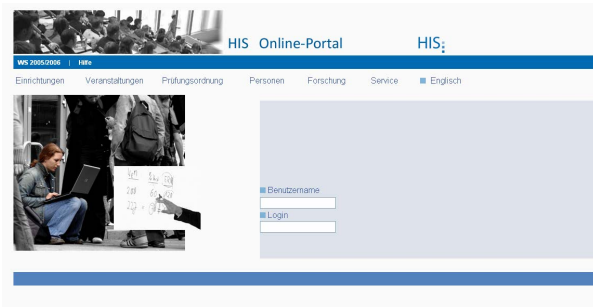 HIS Online-Portal
HIS:
WS 2005/2006 | Hilfe
Einrichtungen Veranstaltungen Prüfungsordnung Personen Forschung Service Englisch
Benutzername
Login